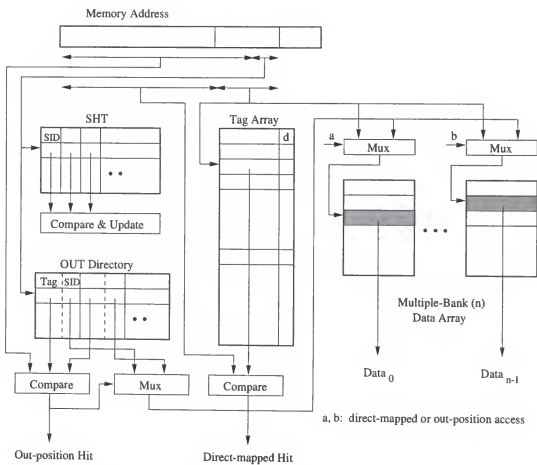 Memory Address
SHT
SID
Compare & Update
OUT Directory
Tag SID
Compare
Mux
Out-position Hit
Tag Array
d
Compare
Direct-mapped Hit
a
Mux
b
Mux
Multiple-Bank (n)
Data Array
Data 0
Data n-1
a, b: direct-mapped or out-position access